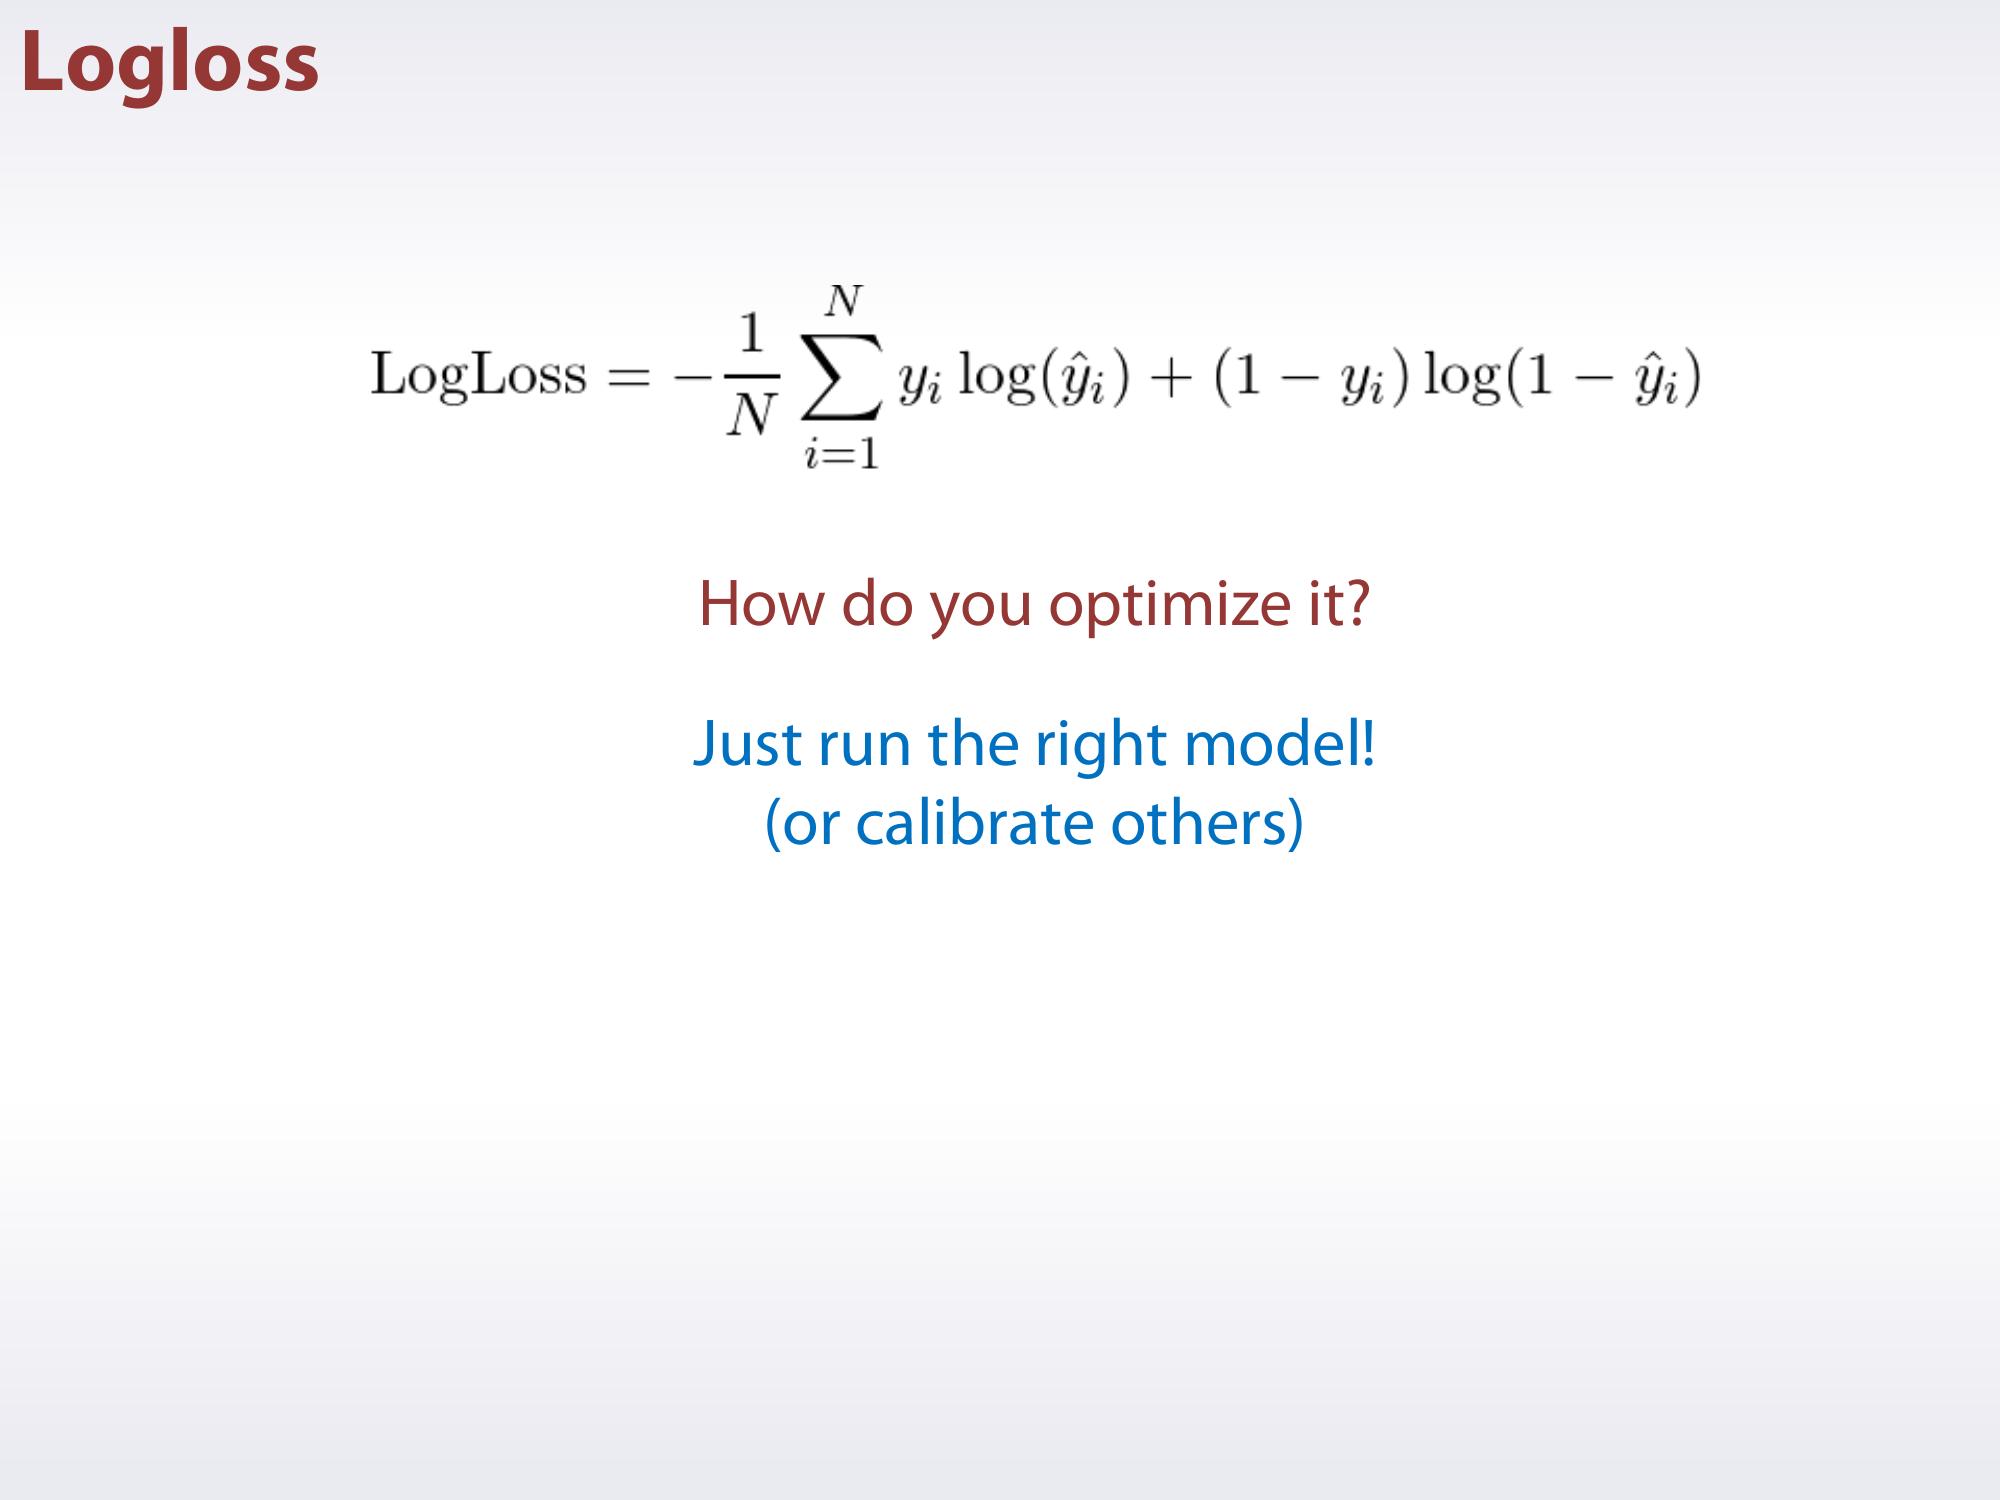 Logloss
LogLoss = -\frac{1}{N} \sum_{i=1}^{N} y_i \log(\hat{y}_i) + (1 - y_i) \log(1 - \hat{y}_i)
How do you optimize it?
Just run the right model!
(or calibrate others)